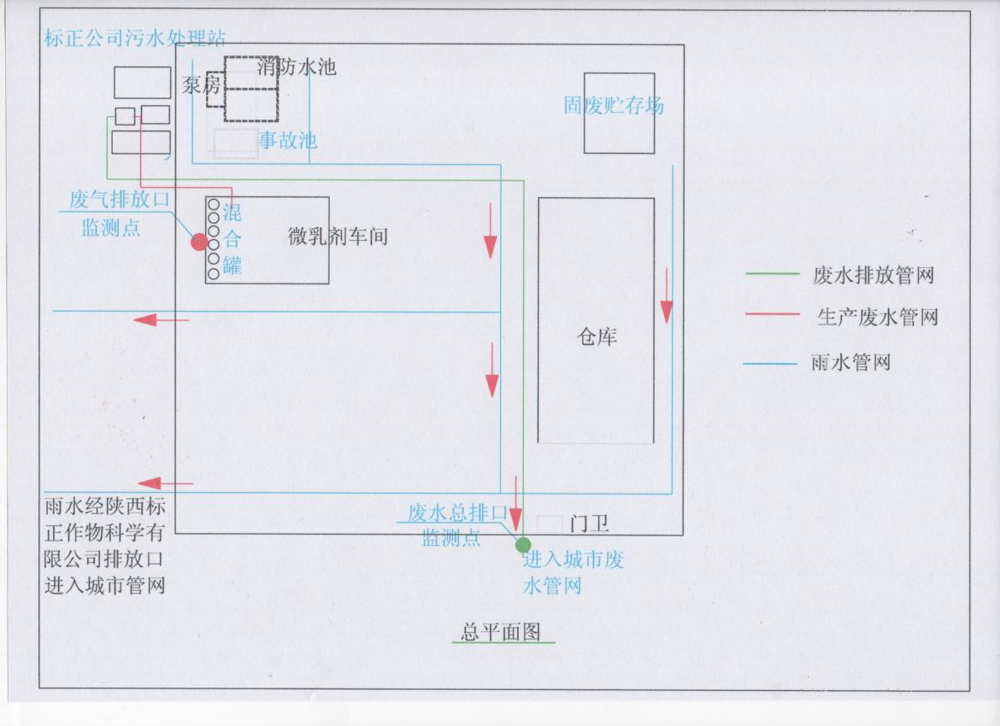 标正公司污水处理站
消防水池
泵房
固废贮存场
事故池
废气排放口
监测点
混
合
罐
微乳剂车间
废水排放管网
生产废水管网
雨水管网
仓库
雨水经陕西标
正作物科学有
限公司排放口
进入城市管网
废水总排口
监测点
门卫
进入城市废
水管网
总平面图